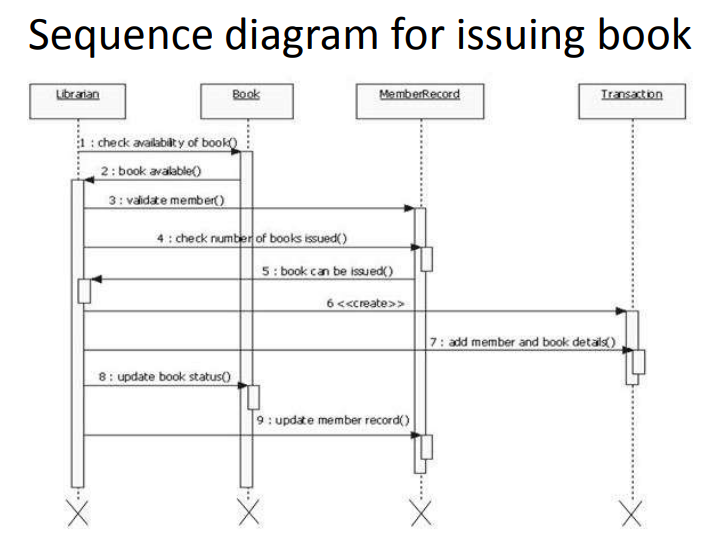 Sequence diagram for issuing book
Librarian
Book
MemberRecord
Transaction
1 : check availability of book()
2 : book available()
3 : validate member()
4 : check number of books issued()
5 : book can be issued()
6 <<create>>
7 : add member and book details()
8 : update book status()
9 : update member record()